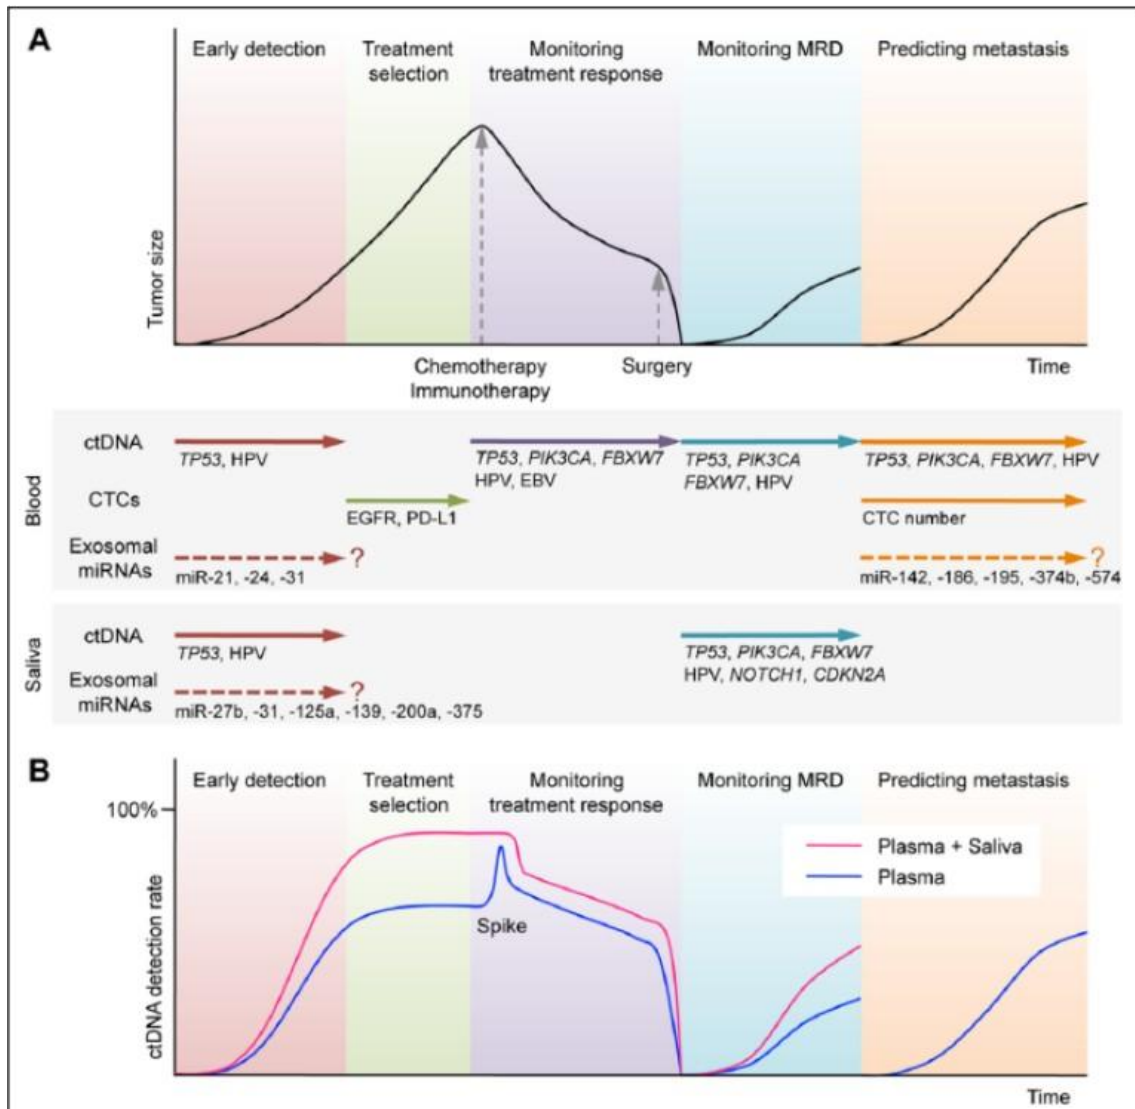 A
Early detection
Treatment
selection
Monitoring
treatment response
Monitoring MRD
Predicting metastasis
Tumor size
Chemotherapy
Immunotherapy
Surgery
Time
Blood
ctDNA
TP53, HPV
TP53, PIK3CA, FBXW7
HPV, EBV
TP53, PIK3CA
FBXW7, HPV
TP53, PIK3CA, FBXW7, HPV
CTCs
EGFR, PD-L1
CTC number
Exosomal
miRNAs
?
miR-21, -24, -31
?
miR-142, -186, -195, -374b, -574
Saliva
ctDNA
TP53, HPV
TP53, PIK3CA, FBXW7
HPV, NOTCH1, CDKN2A
Exosomal
miRNAs
?
miR-27b, -31, -125a, -139, -200a, -375
B
Early detection
Treatment
selection
Monitoring
treatment response
Monitoring MRD
Predicting metastasis
100%
ctDNA detection rate
Spike
Plasma + Saliva
Plasma
Time